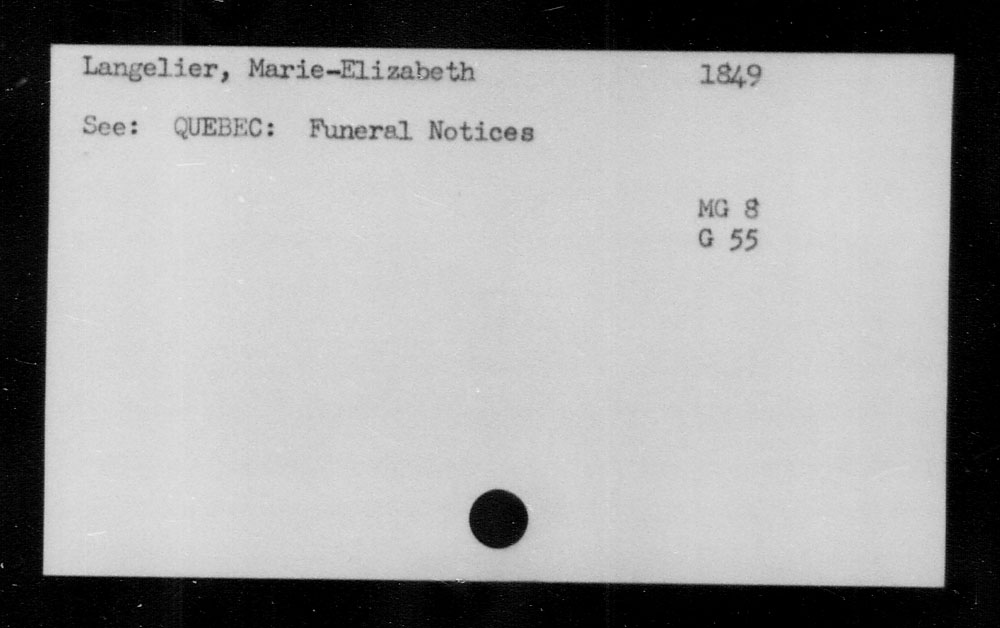 Langelier, Marie-Elizabeth 1849
See: QUEBEC: Funeral Notices
MG 8
G 55